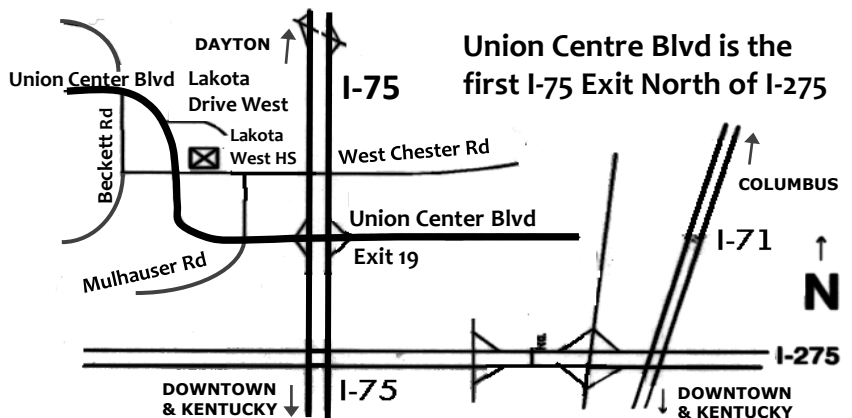 DAYTON
Union Centre Blvd is the
first I-75 Exit North of I-275
Union Center Blvd
Lakota
Drive West
I-75
Beckett Rd
Lakota
West HS
West Chester Rd
COLUMBUS
Union Center Blvd
I-71
Exit 19
Mulhauser Rd
N
I-275
DOWNTOWN
& KENTUCKY
I-75
DOWNTOWN
& KENTUCKY